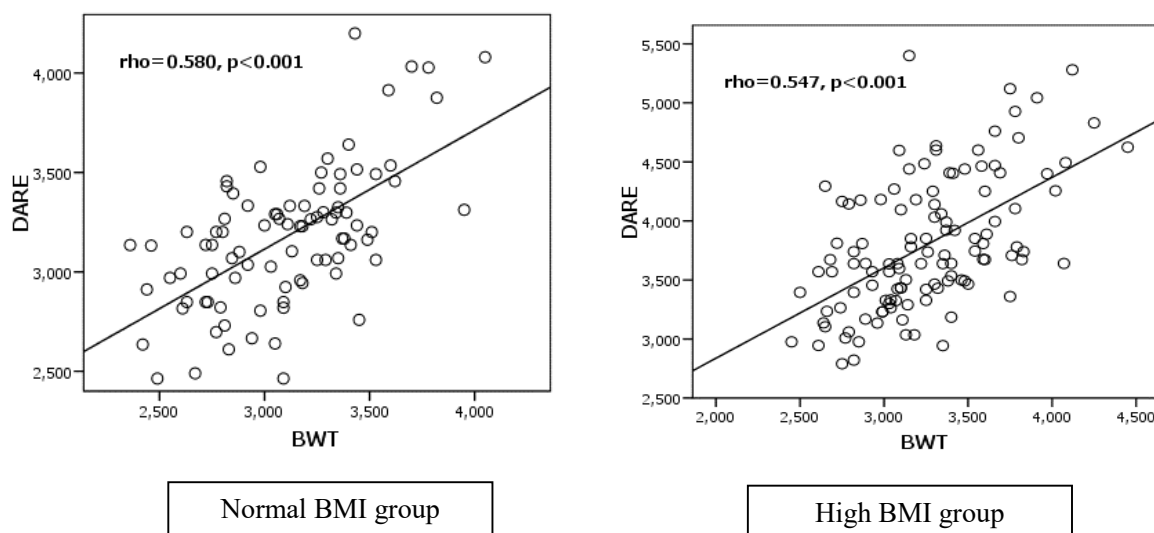 rho=0.580, p<0.001
DARE
4,000
3,500
3,000
2,500
2,500 3,000 3,500 4,000
BWT
Normal BMI group
rho=0.547, p<0.001
DARE
5,500
5,000
4,500
4,000
3,500
3,000
2,500
2,000 2,500 3,000 3,500 4,000 4,500
BWT
High BMI group